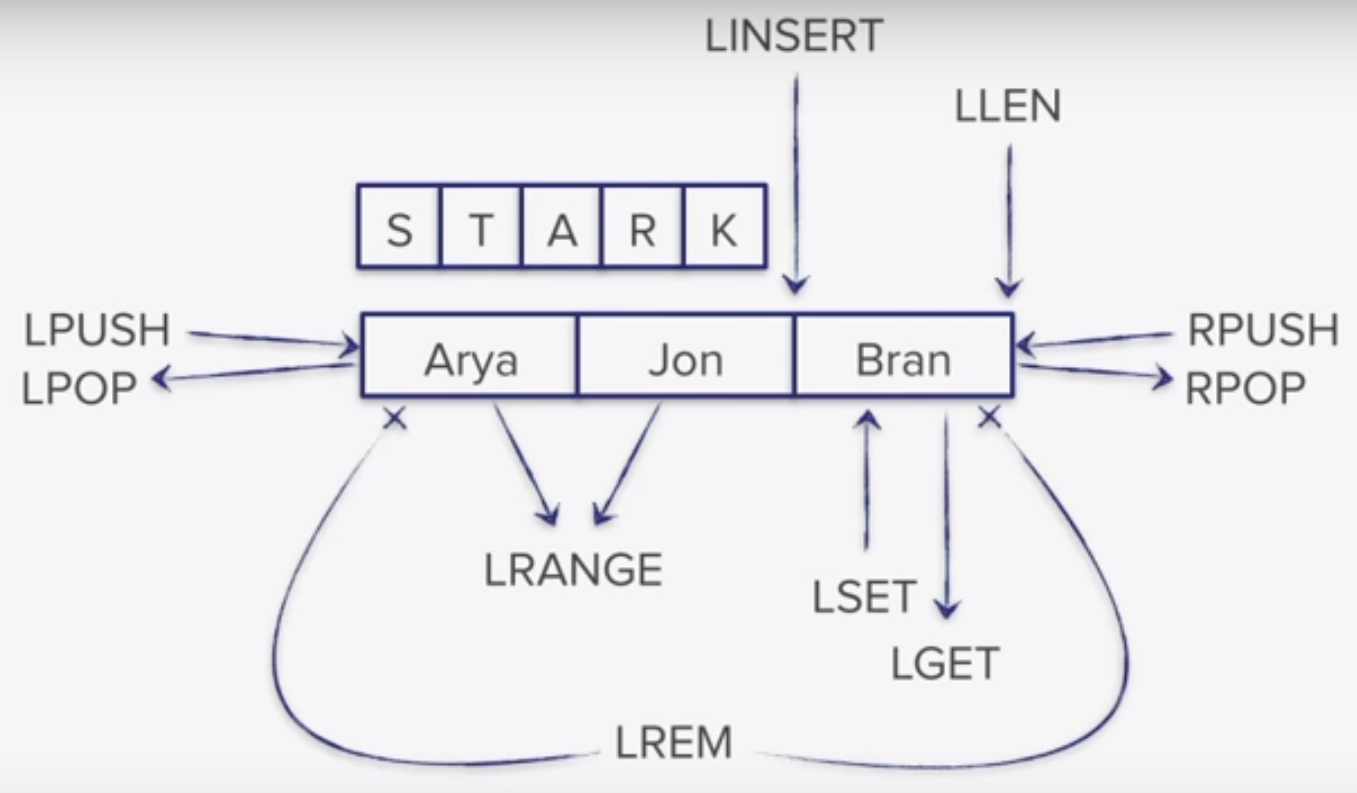 LINSERT
LLEN
S T A R K
LPUSH
Arya Jon Bran
RPUSH
LPOP
RPOP
LRANGE
LSET
LGET
LREM